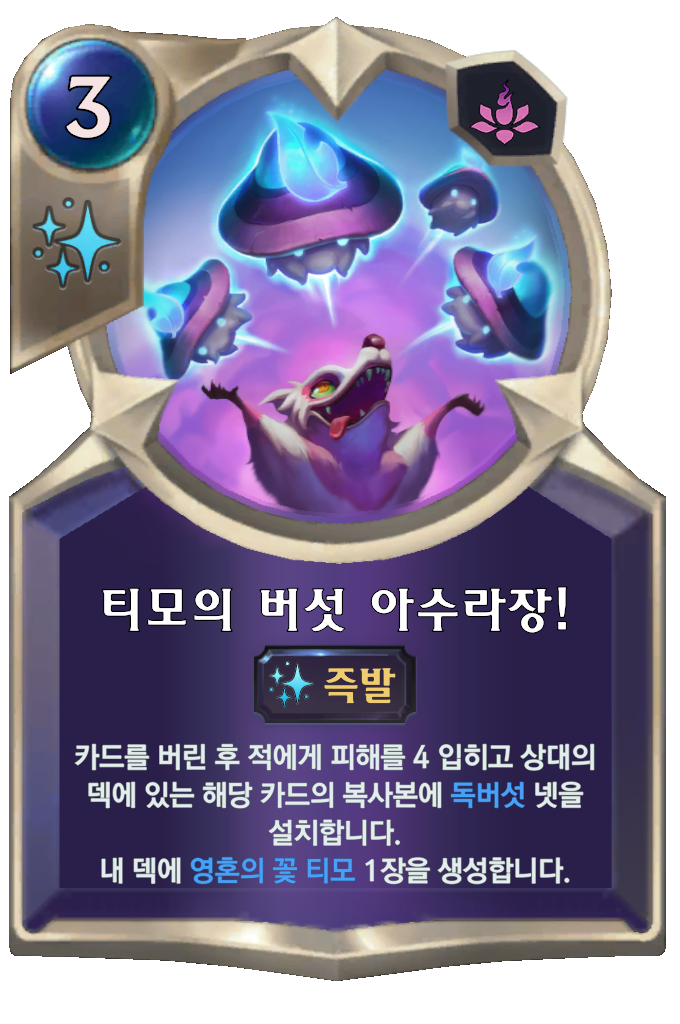 3
티모의 버섯 아수라장!
즉발
카드를 버린 후 적에게 피해를 4 입히고 상대의
덱에 있는 해당 카드의 복사본에 독버섯 넷을
설치합니다.
내 덱에 영혼의 꽃 티모 1장을 생성합니다.